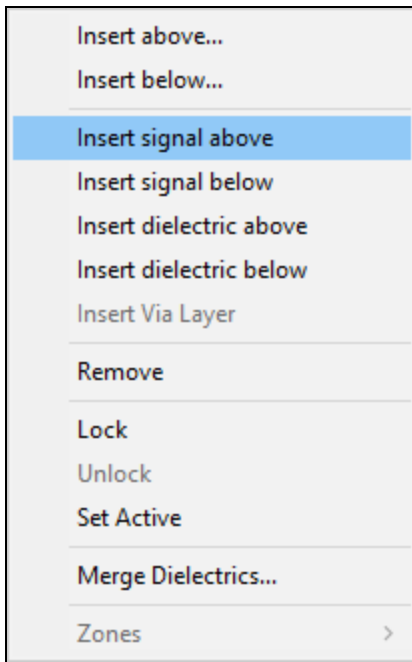 Insert above...
Insert below...
Insert signal above
Insert signal below
Insert dielectric above
Insert dielectric below
Insert Via Layer
Remove
Lock
Unlock
Set Active
Merge Dielectrics...
Zones